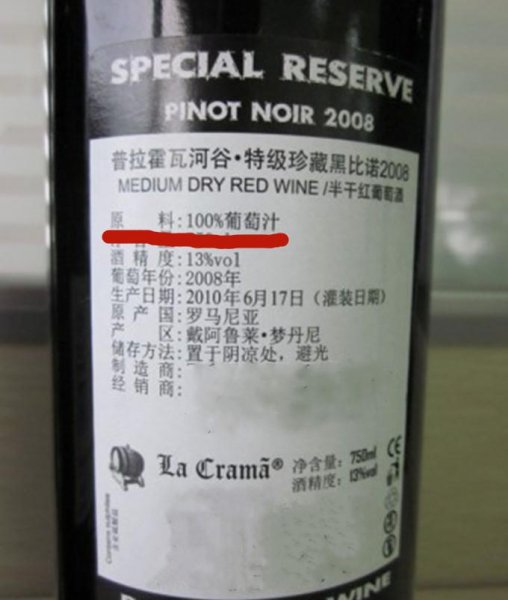 SPECIAL RESERVE
PINOT NOIR 2008
普拉霍瓦河谷·特级珍藏黑比诺2008
MEDIUM DRY RED WINE /半干红葡萄酒
原 料:100%葡萄汁
酒 精 度:13%vol
葡萄年份:2008年
生产日期:2010年6月17日(灌装日期)
原 产 国:罗马尼亚
产 区:戴阿鲁莱·梦丹尼
储存方法:置于阴凉处,避光
制 造 商:
经 销 商:
La Cramã®
净含量: 750ml
酒精度: 13%vol
CE
Contains sulphites
WINE